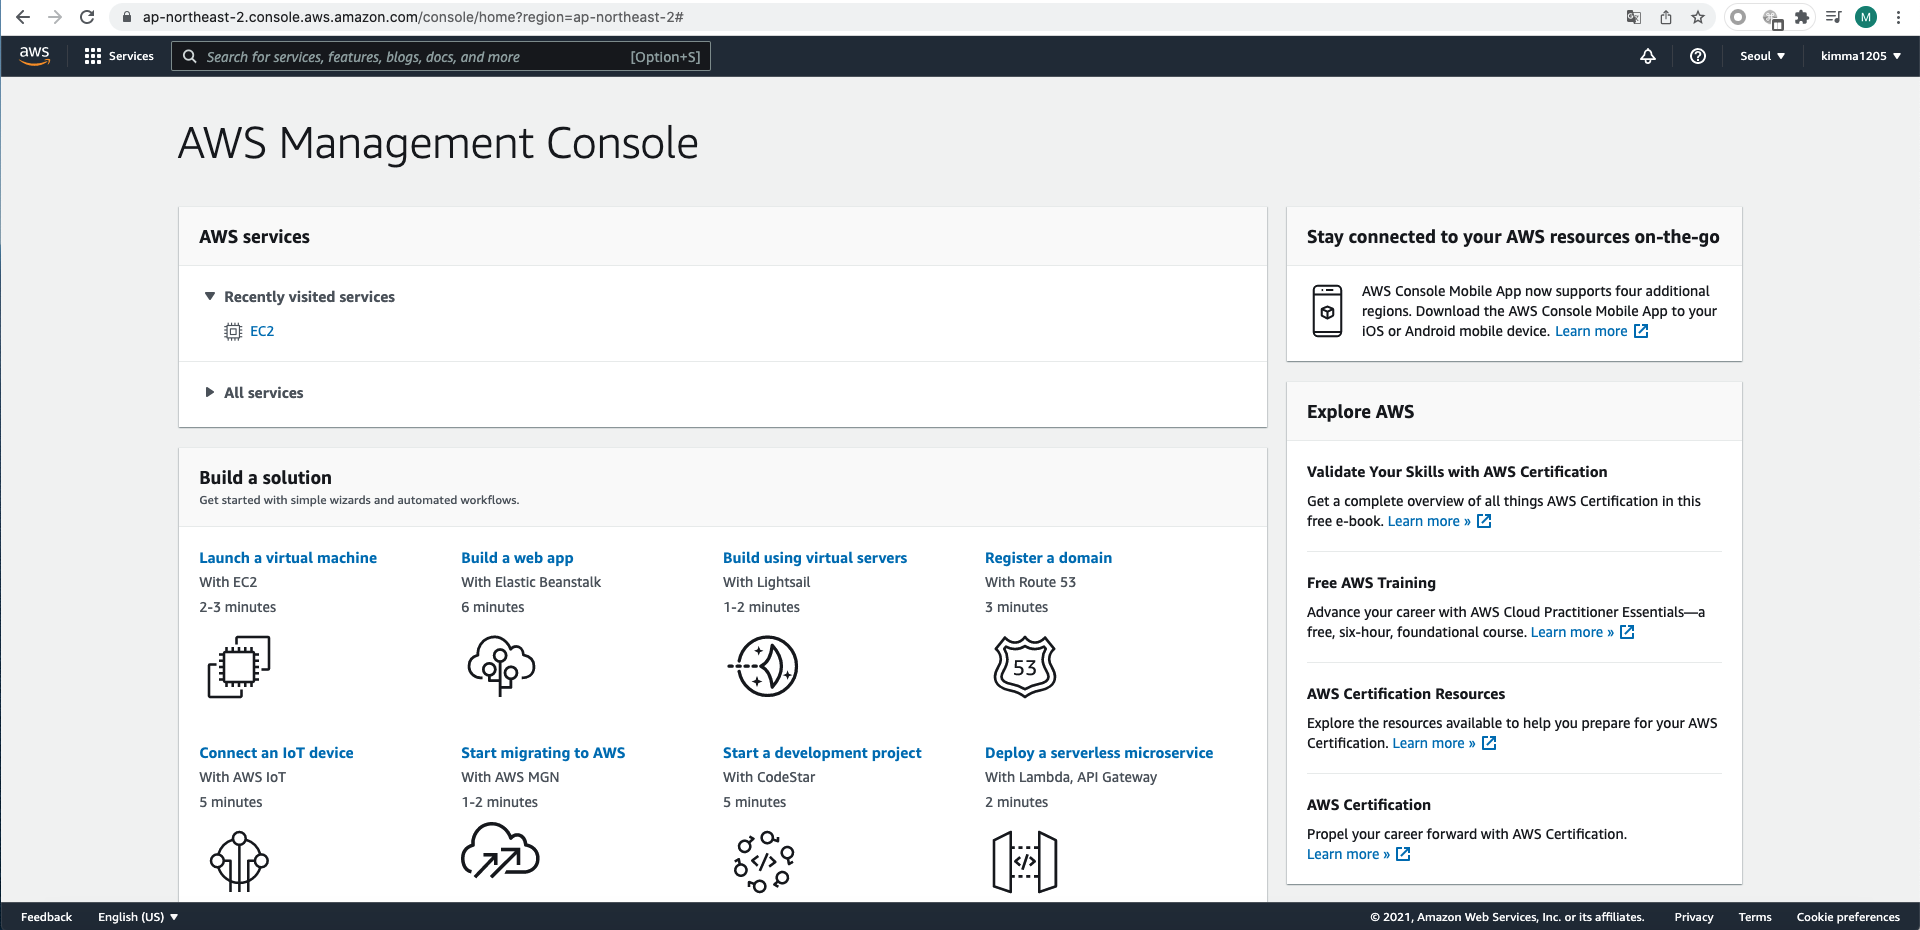 ap-northeast-2.console.aws.amazon.com/console/home?region=ap-northeast-2#
M
aws
Services
Search for services, features, blogs, docs, and more
[Option+S]
Seoul
kimma1205
AWS Management Console
AWS services
Recently visited services
EC2
All services
Build a solution
Get started with simple wizards and automated workflows.
Launch a virtual machine
With EC2
2-3 minutes
Build a web app
With Elastic Beanstalk
6 minutes
Build using virtual servers
With Lightsail
1-2 minutes
Register a domain
With Route 53
3 minutes
53
Connect an IoT device
With AWS IoT
5 minutes
Start migrating to AWS
With AWS MGN
1-2 minutes
Start a development project
With CodeStar
5 minutes
</>
Deploy a serverless microservice
With Lambda, API Gateway
2 minutes
</>
Stay connected to your AWS resources on-the-go
AWS Console Mobile App now supports four additional
regions. Download the AWS Console Mobile App to your
iOS or Android mobile device. Learn more
Explore AWS
Validate Your Skills with AWS Certification
Get a complete overview of all things AWS Certification in this
free e-book. Learn more »
Free AWS Training
Advance your career with AWS Cloud Practitioner Essentials—a
free, six-hour, foundational course. Learn more »
AWS Certification Resources
Explore the resources available to help you prepare for your AWS
Certification. Learn more »
AWS Certification
Propel your career forward with AWS Certification.
Learn more »
Feedback
English (US)
© 2021, Amazon Web Services, Inc. or its affiliates.
Privacy
Terms
Cookie preferences